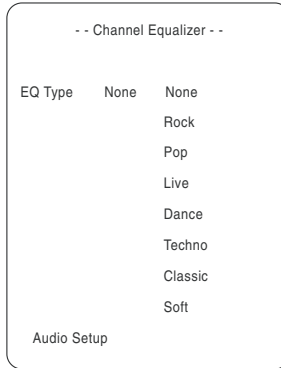 - - Channel Equalizer - -
EQ Type None None
Rock
Pop
Live
Dance
Techno
Classic
Soft
Audio Setup